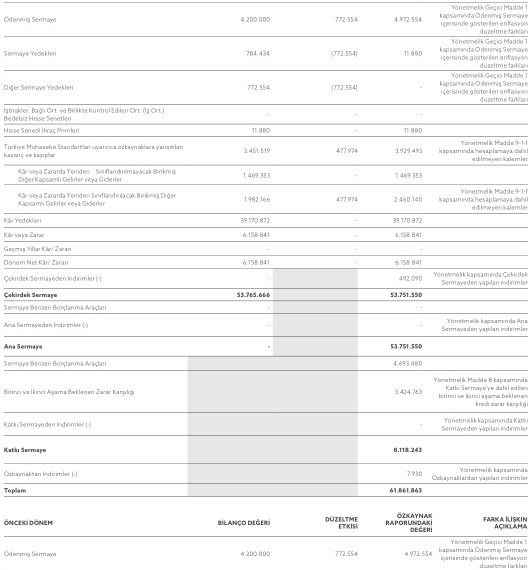 Ödenmiş Sermaye 4.200.000 772.554 4.972.554 Yönetmelik Geçici Madde 1
kapsamında Ödenmiş Sermaye
içerisinde gösterilen enflasyon
düzeltme farkları
Sermaye Yedekleri 784.434 (772.554) 11.880 Yönetmelik Geçici Madde 1
kapsamında Ödenmiş Sermaye
içerisinde gösterilen enflasyon
düzeltme farkları
Diğer Sermaye Yedekleri 772.554 (772.554) - Yönetmelik Geçici Madde 1
kapsamında Ödenmiş Sermaye
içerisinde gösterilen enflasyon
düzeltme farkları
İştirakler, Bağlı Ort. ve Birlikte Kontrol Edilen Ort. (İş Ort.)
Bedelsiz Hisse Senetleri - - -
Hisse Senedi İhraç Primleri 11.880 - 11.880
Türkiye Muhasebe Standartları uyarınca özkaynaklara yansıtılan
kazanç ve kayıplar 3.451.519 477.974 3.929.493 Yönetmelik Madde 9-1-f
kapsamında hesaplamaya dahil
edilmeyen kalemler
Kâr veya Zararda Yeniden Sınıflandırılmayacak Birikmiş
Diğer Kapsamlı Gelirler veya Giderler 1.469.353 - 1.469.353
Kâr veya Zararda Yeniden Sınıflandırılacak Birikmiş Diğer
Kapsamlı Gelirler veya Giderler 1.982.166 477.974 2.460.140 Yönetmelik Madde 9-1-f
kapsamında hesaplamaya dahil
edilmeyen kalemler
Kâr Yedekleri 39.170.872 - 39.170.872
Kâr veya Zarar 6.158.841 - 6.158.841
Geçmiş Yıllar Kâr/ Zararı - - -
Dönem Net Kâr/ Zararı 6.158.841 - 6.158.841
Çekirdek Sermayeden İndirimler (-) - 492.090 Yönetmelik kapsamında Çekirdek
Sermayeden yapılan indirimler
Çekirdek Sermaye 53.765.666 53.751.550
Sermaye Benzeri Borçlanma Araçları - -
Ana Sermayeden İndirimler (-) - - Yönetmelik kapsamında Ana
Sermayeden yapılan indirimler
Ana Sermaye - 53.751.550
Sermaye Benzeri Borçlanma Araçları 4.693.480
Birinci ve İkinci Aşama Beklenen Zarar Karşılığı 3.424.763 Yönetmelik Madde 8 kapsamında
Katkı Sermaye'ye dahil edilen
birinci ve ikinci aşama beklenen
kredi zarar karşılığı
Katkı Sermayeden İndirimler (-) - Yönetmelik kapsamında Katkı
Sermayeden yapılan indirimler
Katkı Sermaye 8.118.243
Özkaynaktan İndirimler (-) 7.930 Yönetmelik kapsamında
Özkaynaklardan yapılan indirimler
Toplam 61.861.863
ÖNCEKİ DÖNEM BİLANÇO DEĞERİ DÜZELTME
ETKİSİ ÖZKAYNAK
RAPORUNDAKİ
DEĞERİ FARKA İLİŞKİN
AÇIKLAMA
Ödenmiş Sermaye 4.200.000 772.554 4.972.554 Yönetmelik Geçici Madde 1
kapsamında Ödenmiş Sermaye
içerisinde gösterilen enflasyon
düzeltme farkları